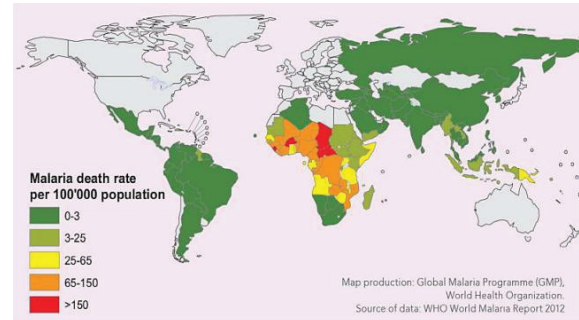 Malaria death rate
per 100'000 population
0-3
3-25
25-65
65-150
>150
Map production: Global Malaria Programme (GMP),
World Health Organization.
Source of data: WHO World Malaria Report 2012